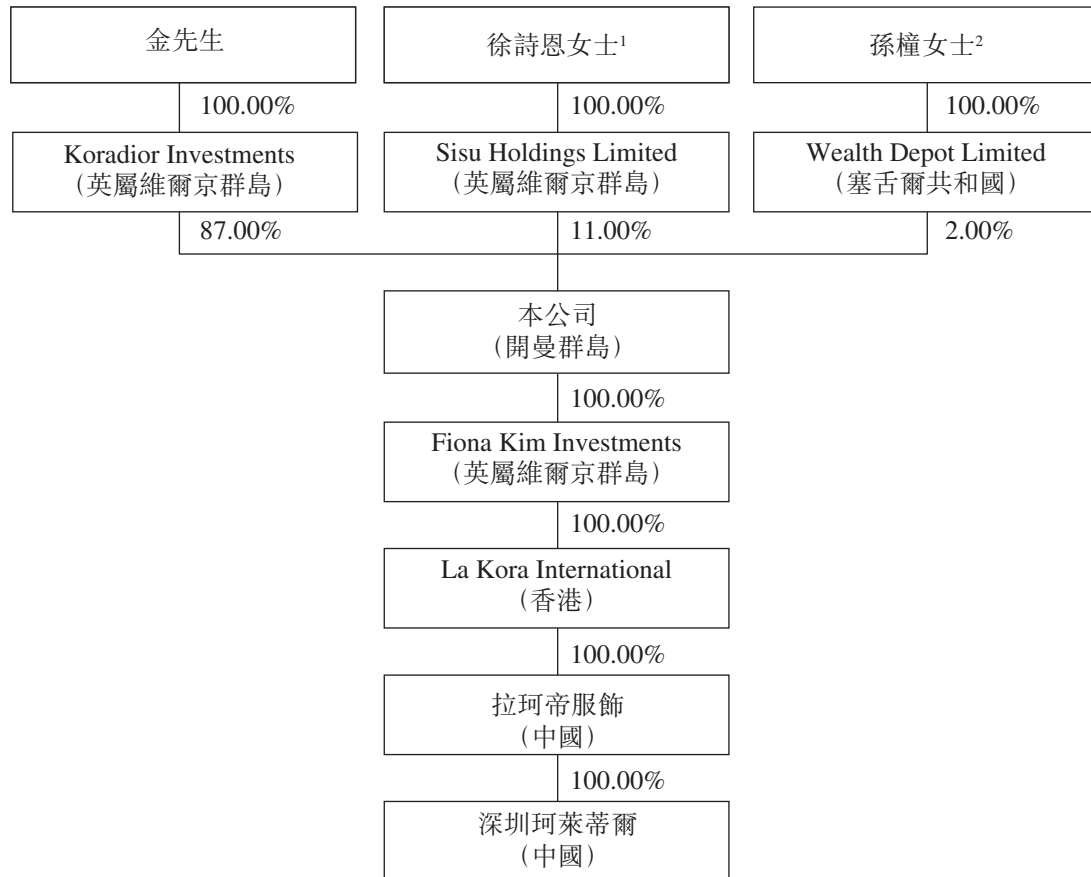 金先生
徐詩恩女士¹
孫橦女士²
100.00%
100.00%
100.00%
Koradior Investments
（英屬維爾京群島）
Sisu Holdings Limited
（英屬維爾京群島）
Wealth Depot Limited
（塞舌爾共和國）
87.00%
11.00%
2.00%
本公司
（開曼群島）
100.00%
Fiona Kim Investments
（英屬維爾京群島）
100.00%
La Kora International
（香港）
100.00%
拉珂帝服飾
（中國）
100.00%
深圳珂萊蒂爾
（中國）